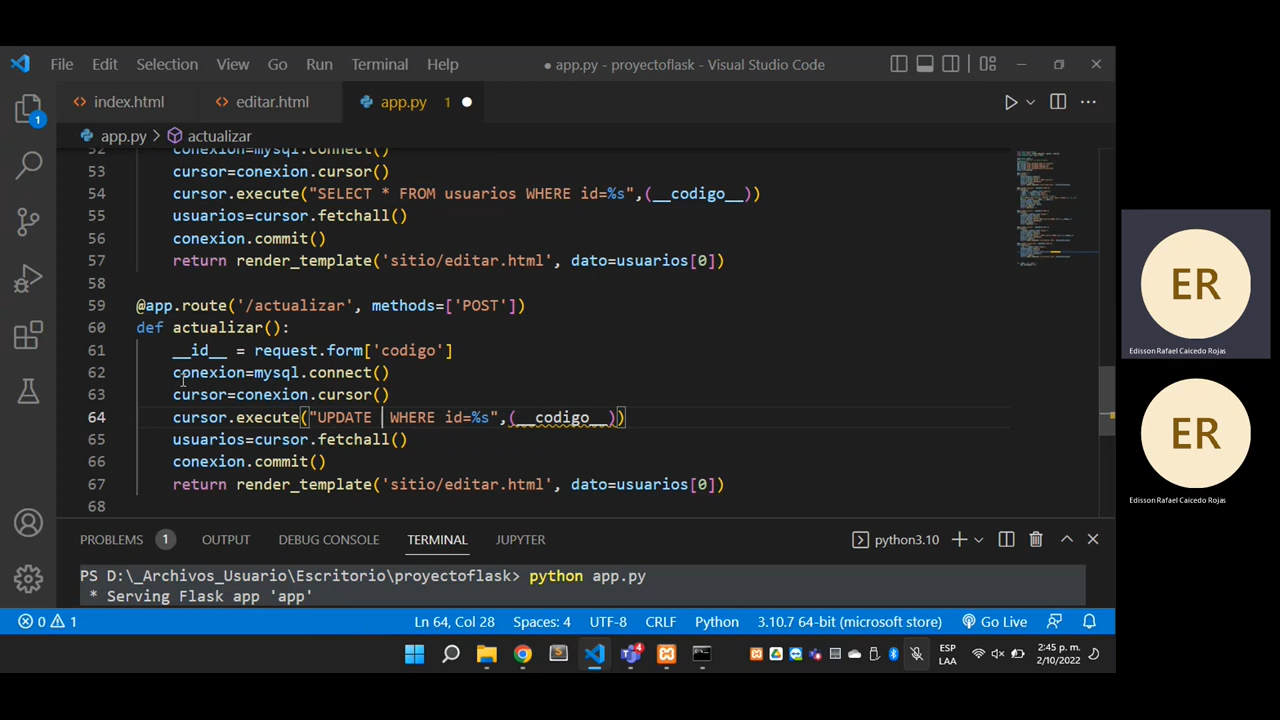 File Edit Selection View Go Run Terminal Help
● app.py - proyectoflask - Visual Studio Code
index.html
editar.html
app.py 1
app.py > actualizar
52 conexion=mysql.connect()
53 cursor=conexion.cursor()
54 cursor.execute("SELECT * FROM usuarios WHERE id=%s",(__codigo__))
55 usuarios=cursor.fetchall()
56 conexion.commit()
57 return render_template('sitio/editar.html', dato=usuarios[0])
58
59 @app.route('/actualizar', methods=['POST'])
60 def actualizar():
61 __id__ = request.form['codigo']
62 conexion=mysql.connect()
63 cursor=conexion.cursor()
64 cursor.execute("UPDATE  WHERE id=%s",(__codigo__))
65 usuarios=cursor.fetchall()
66 conexion.commit()
67 return render_template('sitio/editar.html', dato=usuarios[0])
68
1
PROBLEMS 1 OUTPUT DEBUG CONSOLE TERMINAL JUPYTER
python3.10
PS D:\_Archivos_Usuario\Escritorio\proyectoflask> python app.py
* Serving Flask app 'app'
0 1
Ln 64, Col 28 Spaces: 4 UTF-8 CRLF Python 3.10.7 64-bit (microsoft store) Go Live
4
ESP
LAA
2:45 p. m.
2/10/2022
ER
Edisson Rafael Caicedo Rojas
ER
Edisson Rafael Caicedo Rojas